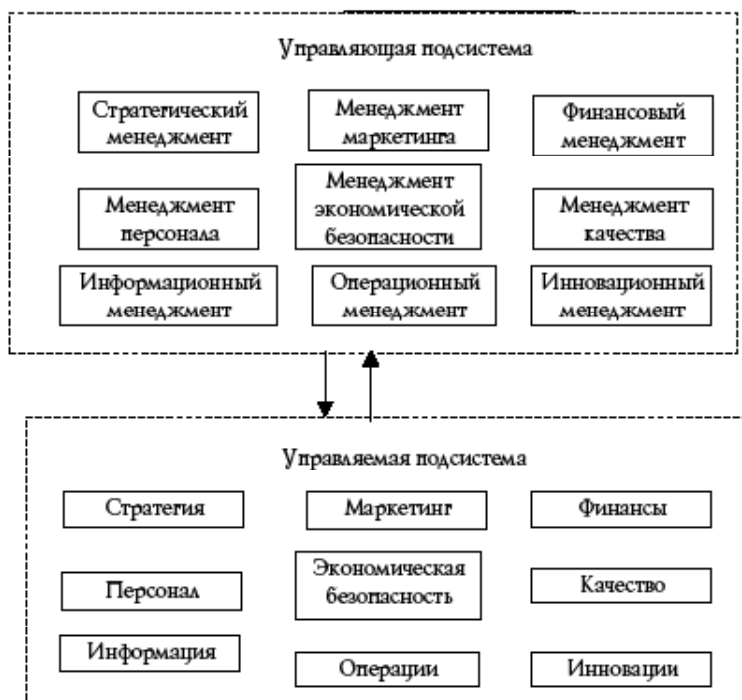 Управляющая подсистема
Стратегический
менеджмент
Менеджмент
маркетинга
Финансовый
менеджмент
Менеджмент
персонала
Менеджмент
экономической
безопасности
Менеджмент
качества
Информационный
менеджмент
Операционный
менеджмент
Инновационный
менеджмент
Управляемая подсистема
Стратегия
Маркетинг
Финансы
Персонал
Экономическая
безопасность
Качество
Информация
Операции
Инновации